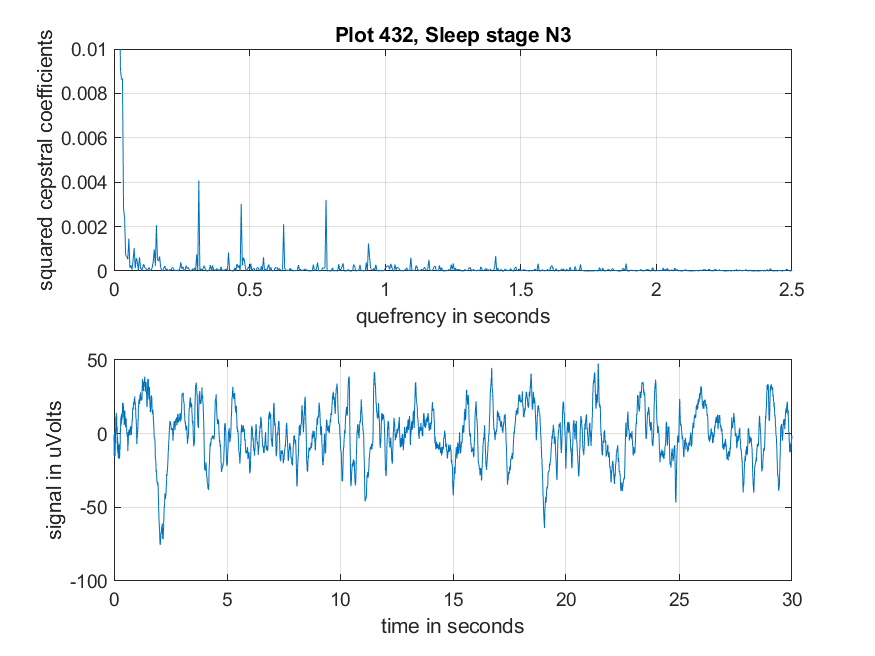 Plot 432, Sleep stage N3
squared cepstral coefficients
0.01
0.008
0.006
0.004
0.002
0
0 0.5 1 1.5 2 2.5
quefrency in seconds
signal in uVolts
50
0
-50
-100
0 5 10 15 20 25 30
time in seconds